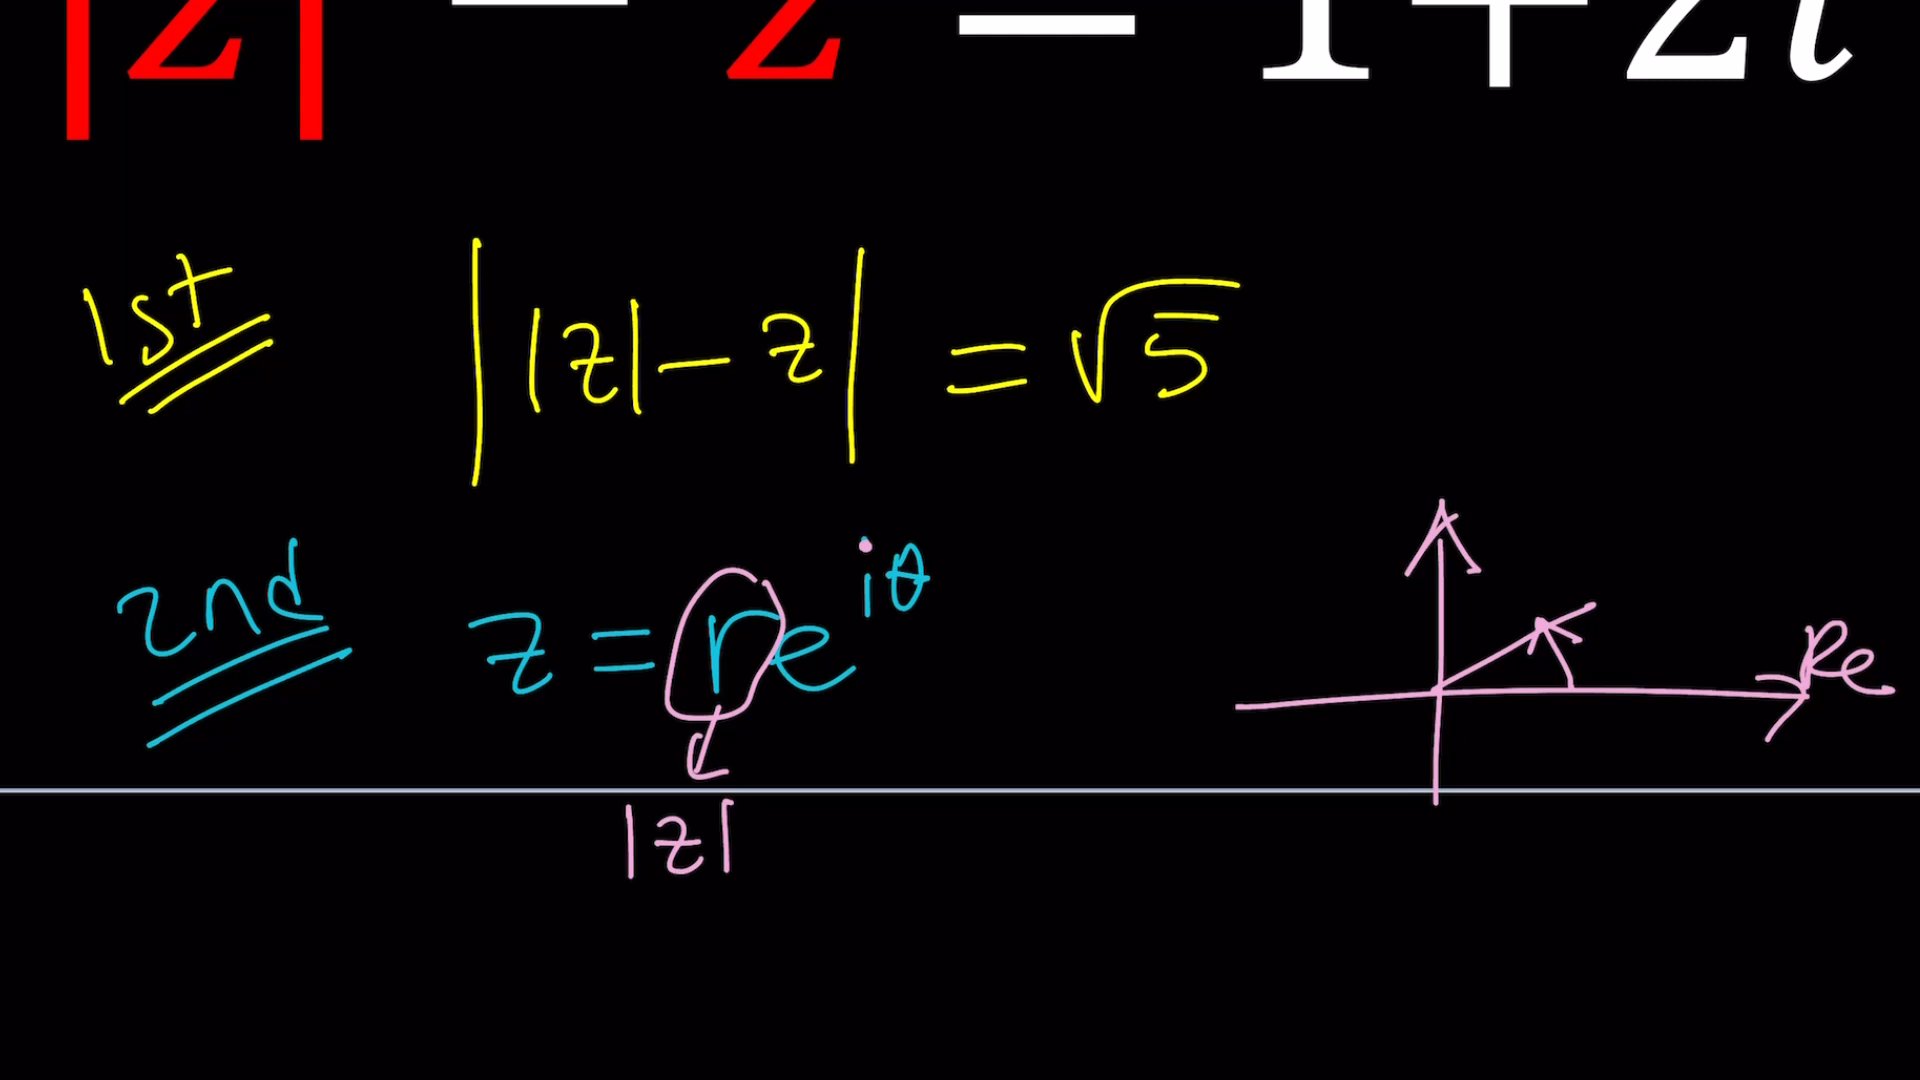 |z| − z = 1+2i
1st ||z| − z| = √5
2nd z = re^{iθ}
Re
|z|